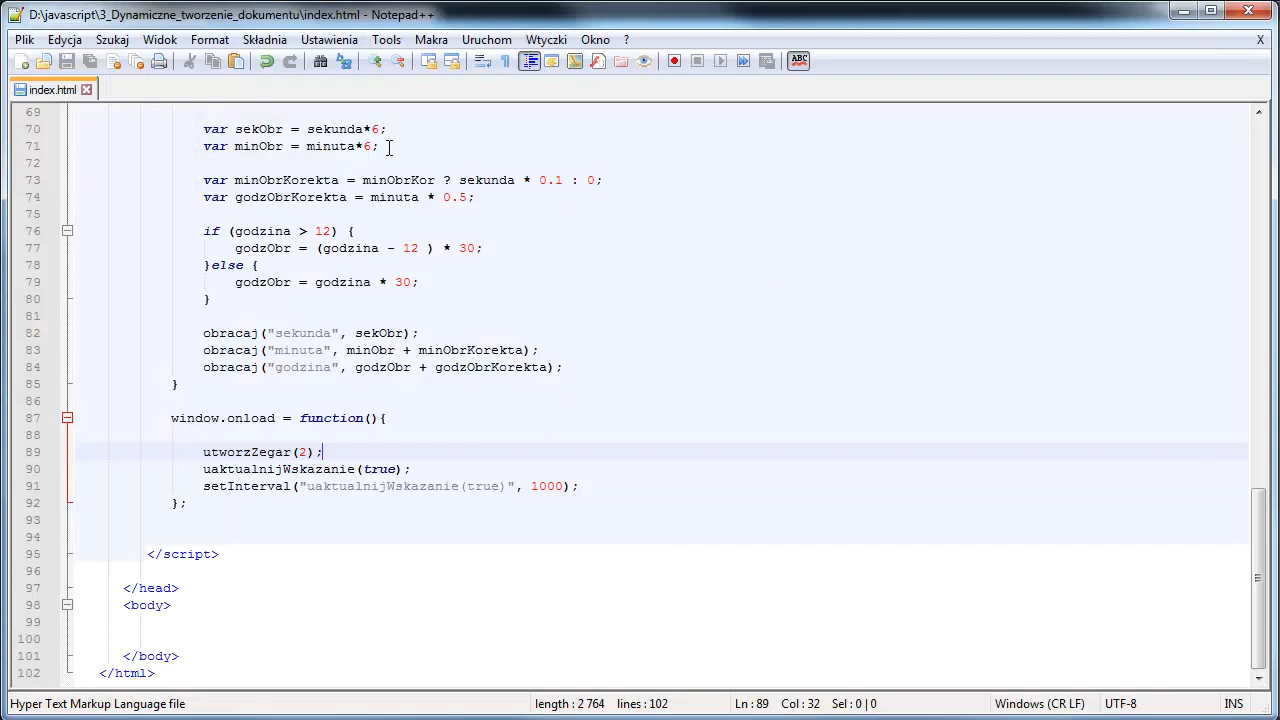 D:\javascript\3_Dynamiczne_tworzenie_dokumentu\index.html - Notepad++
Plik Edycja Szukaj Widok Format Składnia Ustawienia Tools Makra Uruchom Wtyczki Okno ? X
ABC
index.html
69
70 var sekObr = sekunda*6;
71 var minObr = minuta*6;
72
73 var minObrKorekta = minObrKor ? sekunda * 0.1 : 0;
74 var godzObrKorekta = minuta * 0.5;
75
76 if (godzina > 12) {
77 godzObr = (godzina - 12 ) * 30;
78 }else {
79 godzObr = godzina * 30;
80 }
81
82 obracaj("sekunda", sekObr);
83 obracaj("minuta", minObr + minObrKorekta);
84 obracaj("godzina", godzObr + godzObrKorekta);
85 }
86
87 window.onload = function(){
88
89 utworzZegar(2);
90 uaktualnijWskazanie(true);
91 setInterval("uaktualnijWskazanie(true)", 1000);
92 };
93
94
95 </script>
96
97 </head>
98 <body>
99
100
101 </body>
102 </html>
Hyper Text Markup Language file length : 2 764 lines : 102 Ln : 89 Col : 32 Sel : 0 | 0 Windows (CR LF) UTF-8 INS